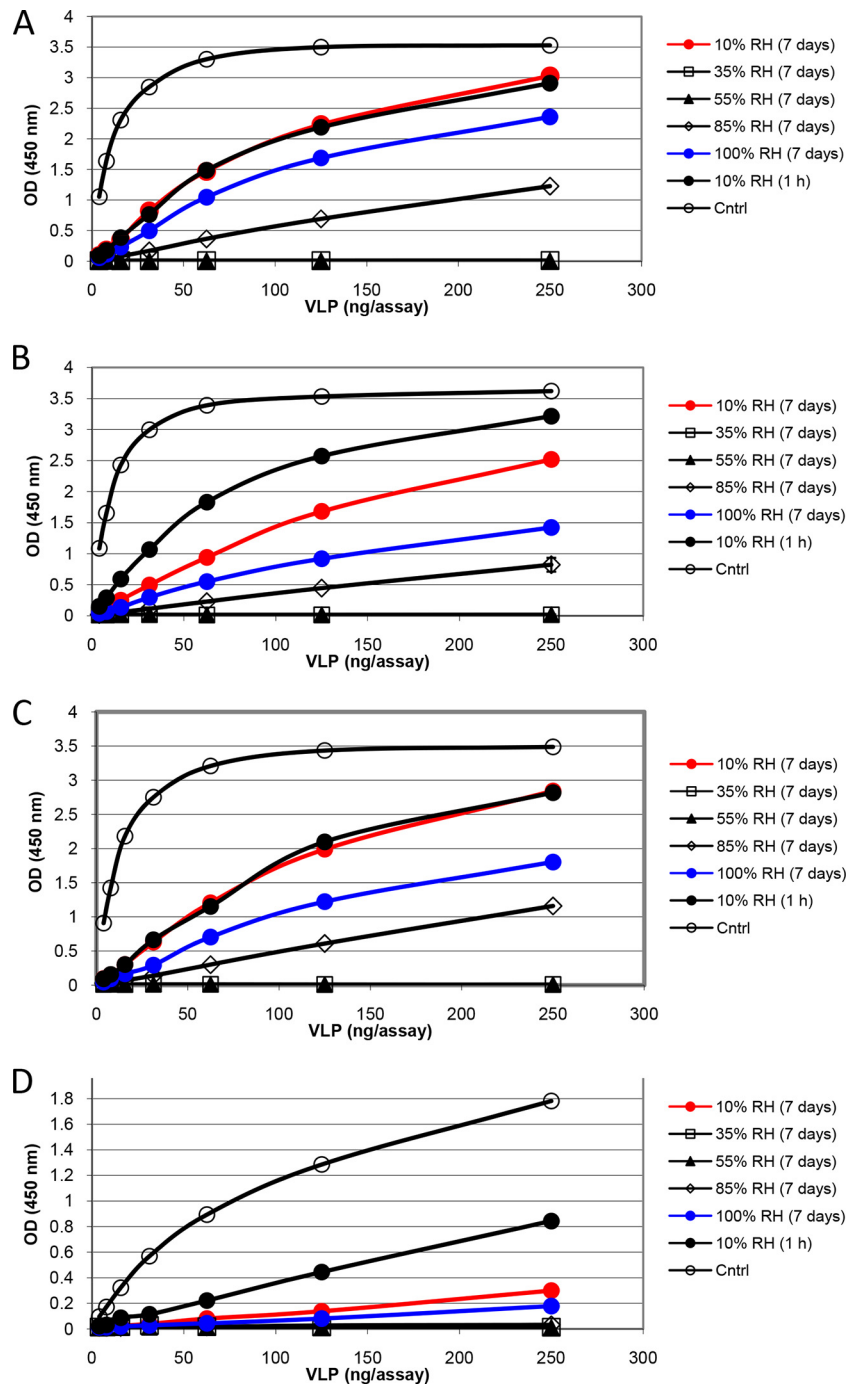 A
4
3.5
3
2.5
2
1.5
1
0.5
0
OD (450 nm)
0 50 100 150 200 250 300
VLP (ng/assay)
10% RH (7 days)
35% RH (7 days)
55% RH (7 days)
85% RH (7 days)
100% RH (7 days)
10% RH (1 h)
Cntrl
B
4
3.5
3
2.5
2
1.5
1
0.5
0
OD (450 nm)
0 50 100 150 200 250 300
VLP (ng/assay)
10% RH (7 days)
35% RH (7 days)
55% RH (7 days)
85% RH (7 days)
100% RH (7 days)
10% RH (1 h)
Cntrl
C
4
3.5
3
2.5
2
1.5
1
0.5
0
OD (450 nm)
0 50 100 150 200 250 300
VLP (ng/assay)
10% RH (7 days)
35% RH (7 days)
55% RH (7 days)
85% RH (7 days)
100% RH (7 days)
10% RH (1 h)
Cntrl
D
1.8
1.6
1.4
1.2
1
0.8
0.6
0.4
0.2
0
OD (450 nm)
0 50 100 150 200 250 300
VLP (ng/assay)
10% RH (7 days)
35% RH (7 days)
55% RH (7 days)
85% RH (7 days)
100% RH (7 days)
10% RH (1 h)
Cntrl